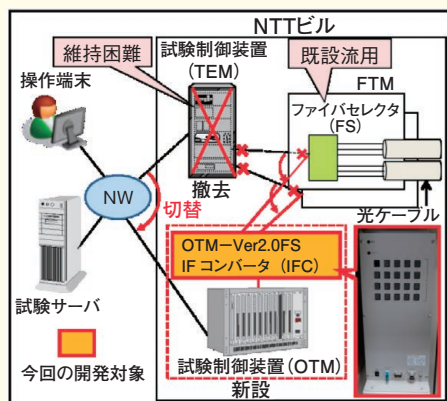 NTTビル
維持困難
試験制御装置
(TEM)
既設流用
操作端末
FTM
ファイバセレクタ
(FS)
撤去
NW
切替
光ケーブル
OTM－Ver2.0FS
IF コンバータ (IFC)
試験サーバ
試験制御装置(OTM)
今回の開発対象
新設